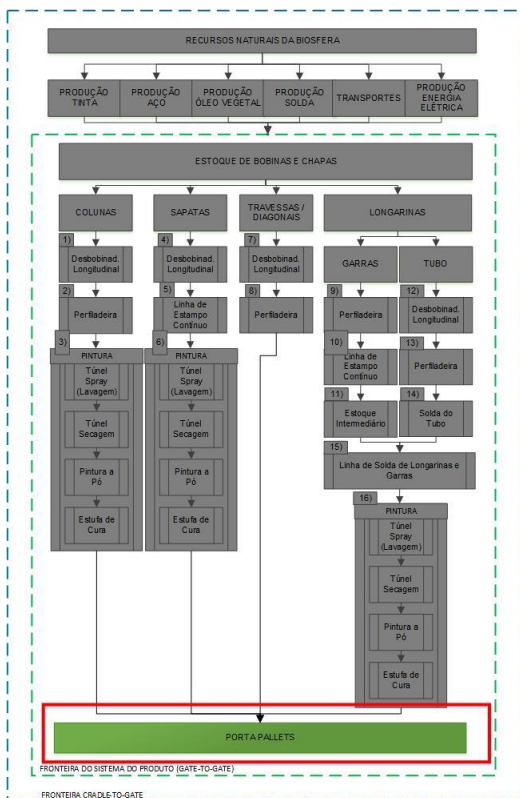 RECURSOS NATURAIS DA BIOSFERA
PRODUÇÃO
TINTA
PRODUÇÃO
AÇO
PRODUÇÃO
ÓLEO VEGETAL
PRODUÇÃO
SOLDA
TRANSPORTES
PRODUÇÃO
ENERGIA
ELÉTRICA
ESTOQUE DE BOBINAS E CHAPAS
COLUNAS
SAPATAS
TRAVESSAS /
DIAGONAIS
LONGARINAS
GARRAS
TUBO
1)
Desbobinad.
Longitudinal
2)
Perfiladeira
3)
PINTURA
Túnel
Spray
(Lavagem)
Túnel
Secagem
Pintura a
Pó
Estufa de
Cura
4)
Desbobinad.
Longitudinal
5)
Linha de
Estampo
Contínuo
6)
PINTURA
Túnel
Spray
(Lavagem)
Túnel
Secagem
Pintura a
Pó
Estufa de
Cura
7)
Desbobinad.
Longitudinal
8)
Perfiladeira
9)
Perfiladeira
10)
Linha de
Estampo
Contínuo
11)
Estoque
Intermediário
12)
Desbobinad.
Longitudinal
13)
Perfiladeira
14)
Solda do
Tubo
15)
Linha de Solda de Longarinas e
Garras
16)
PINTURA
Túnel
Spray
(Lavagem)
Túnel
Secagem
Pintura a
Pó
Estufa de
Cura
PORTA PALLETS
FRONTEIRA DO SISTEMA DO PRODUTO (GATE-TO-GATE)
FRONTEIRA CRADLE-TO-GATE